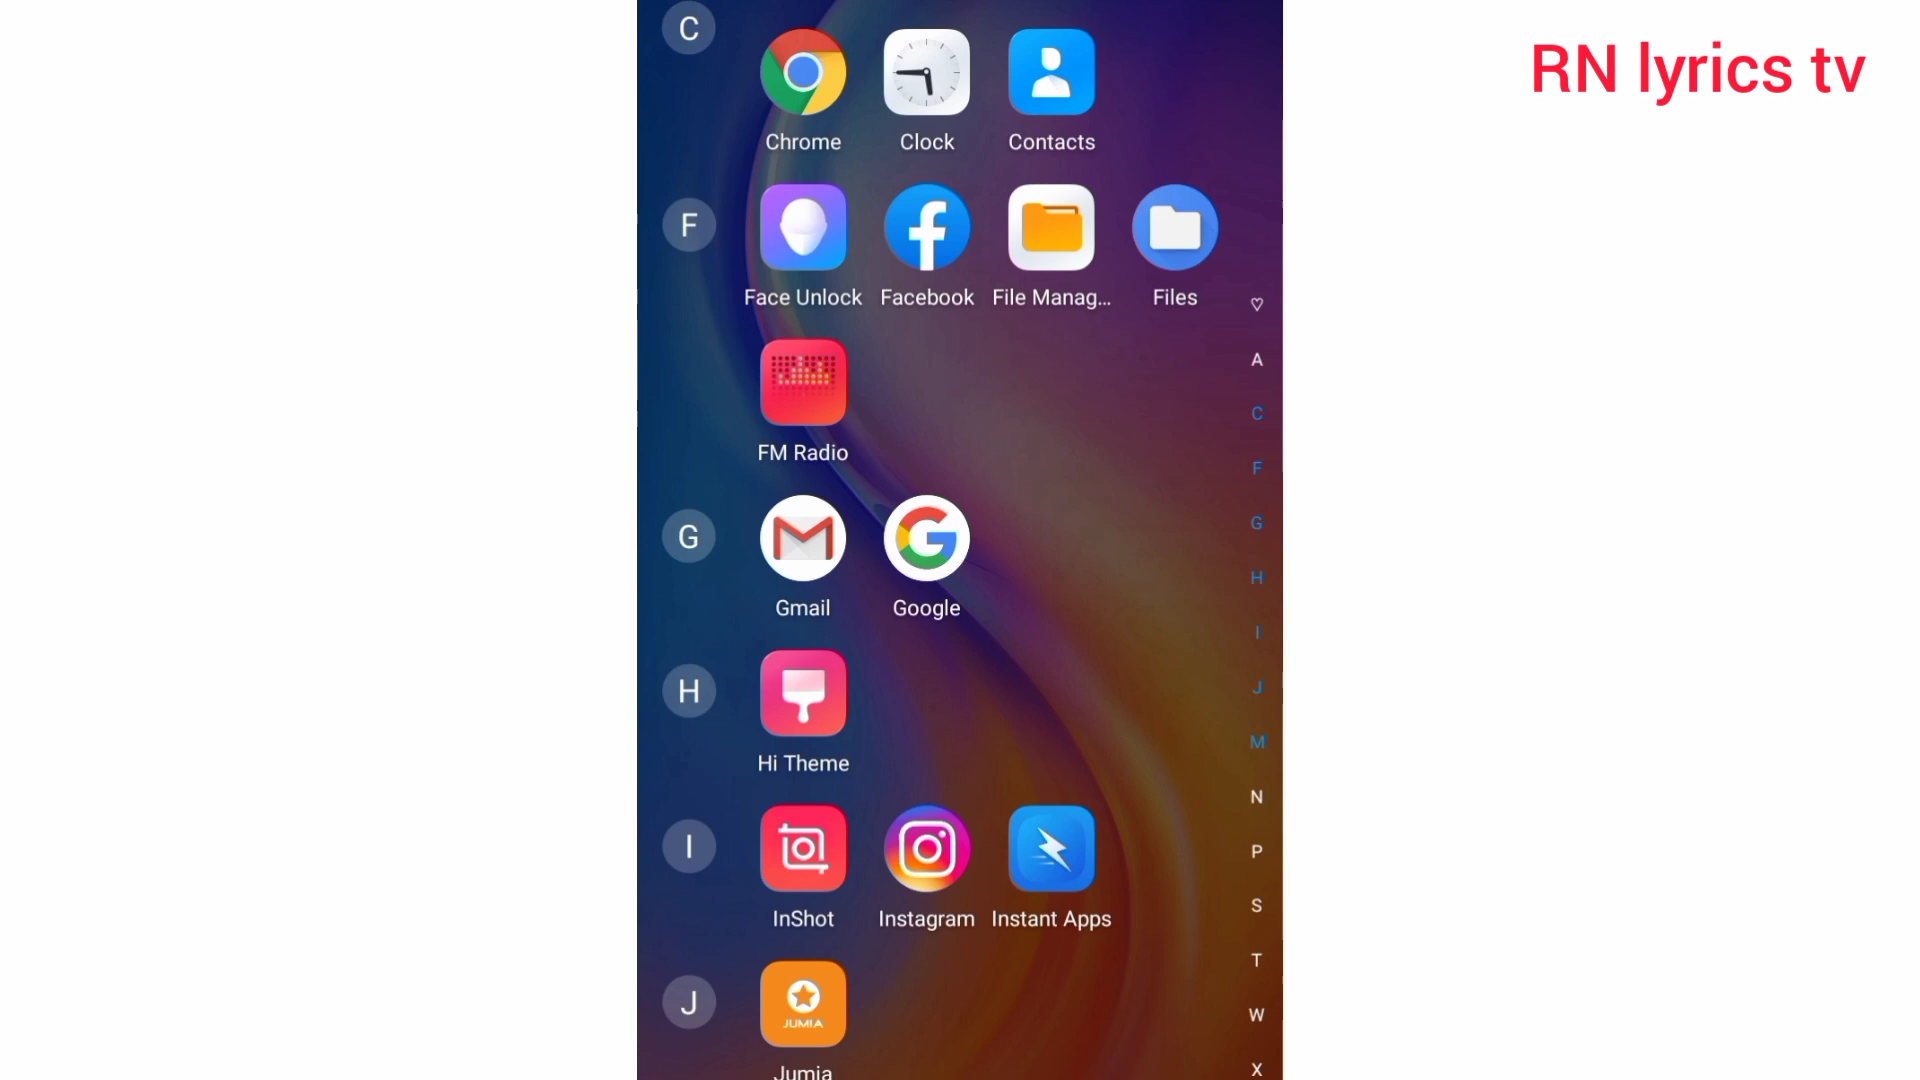 RN lyrics tv
C
Chrome Clock Contacts
F
f
Face Unlock Facebook File Manag... Files
FM Radio
G
M G
Gmail Google
H
Hi Theme
I
InShot Instagram Instant Apps
J
JUMIA
Jumia
A
C
F
G
H
I
J
M
N
P
S
T
W
X